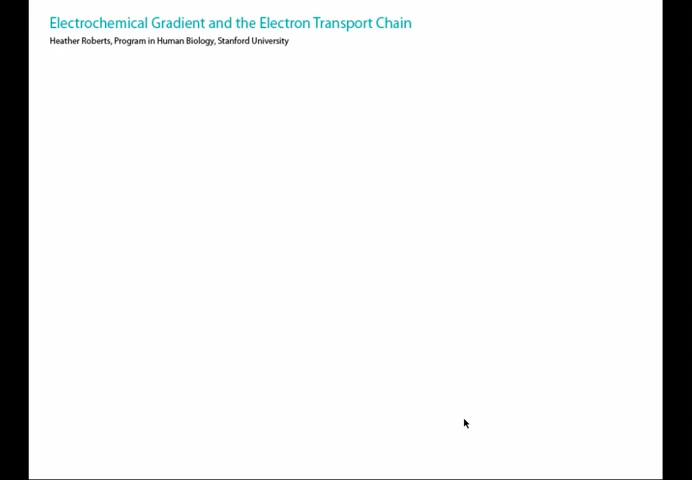 Electrochemical Gradient and the Electron Transport Chain
Heather Roberts, Program in Human Biology, Stanford University